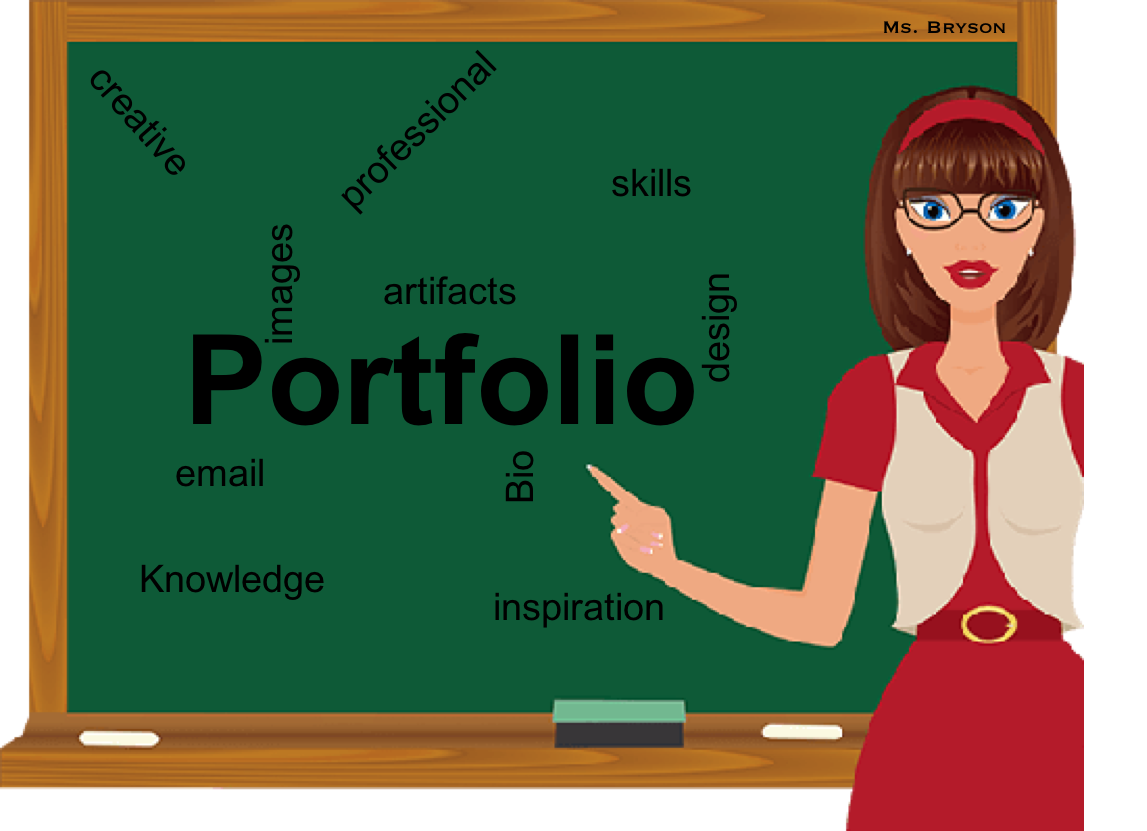 Ms. Bryson
creative
professional
skills
images
artifacts
design
Portfolio
email
Bio
Knowledge
inspiration